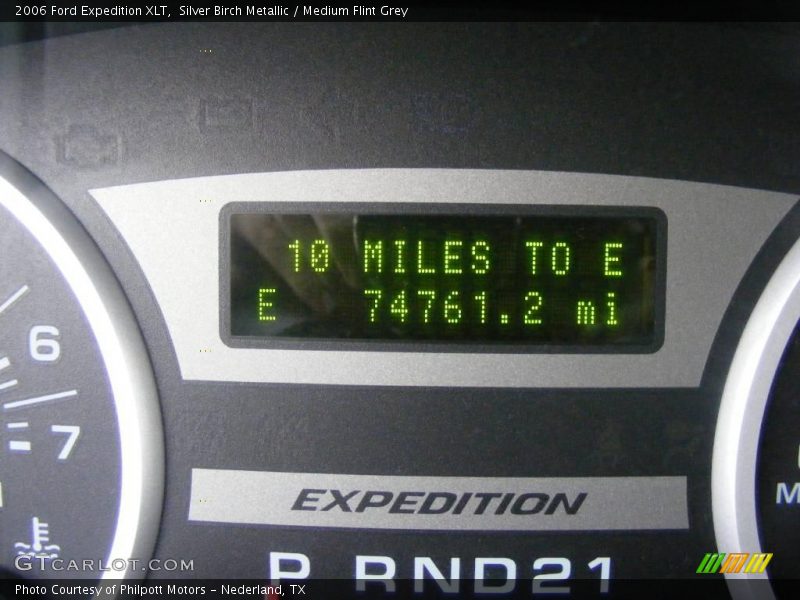 2006 Ford Expedition XLT,  Silver Birch Metallic / Medium Flint Grey
10 MILES TO E
E 74761.2 mi
6
7
EXPEDITION
P RND21
GTCARLOT.COM
Photo Courtesy of Philpott Motors - Nederland, TX